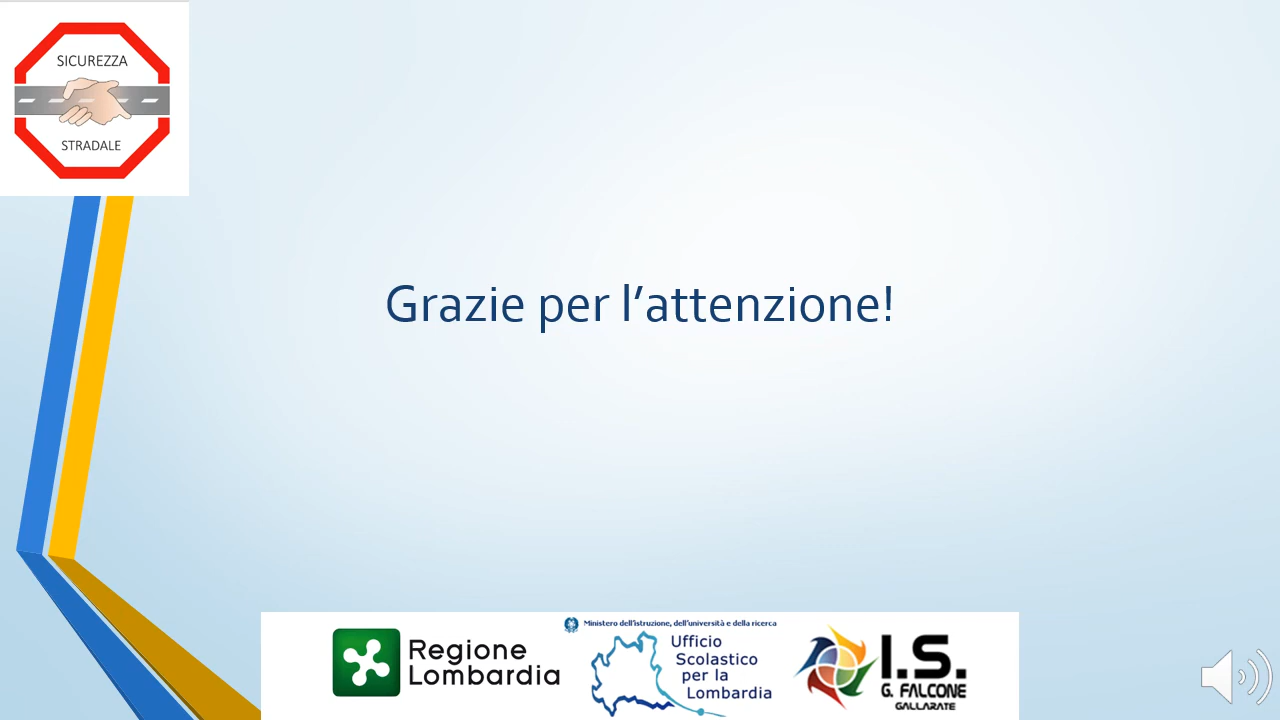 SICUREZZA
STRADALE
Grazie per l'attenzione!
Regione
Lombardia
Ministero dell'istruzione, dell'università e della ricerca
Ufficio
Scolastico
per la
Lombardia
I.S.
G. FALCONE
GALLARATE